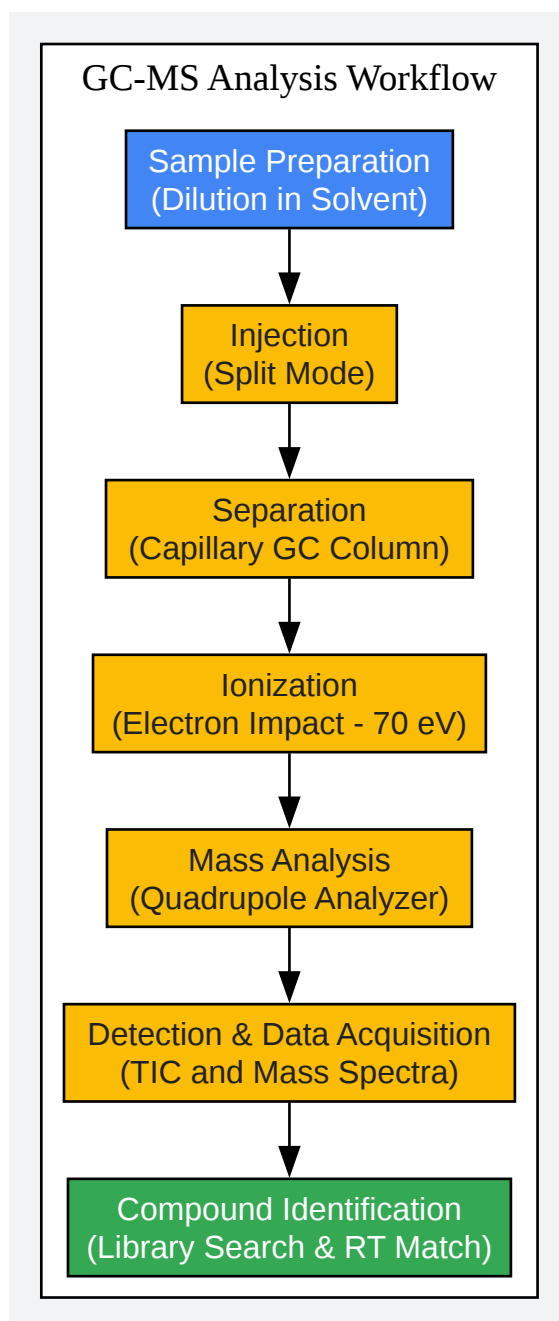 GC-MS Analysis Workflow
Sample Preparation
(Dilution in Solvent)
Injection
(Split Mode)
Separation
(Capillary GC Column)
Ionization
(Electron Impact - 70 eV)
Mass Analysis
(Quadrupole Analyzer)
Detection & Data Acquisition
(TIC and Mass Spectra)
Compound Identification
(Library Search & RT Match)